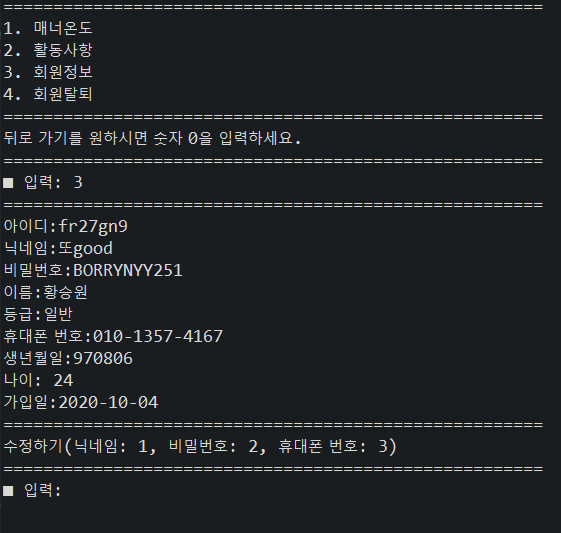 ======================================================
1. 매너온도
2. 활동사항
3. 회원정보
4. 회원탈퇴
======================================================
뒤로 가기를 원하시면 숫자 0을 입력하세요.
======================================================
■ 입력: 3
======================================================
아이디:fr27gn9
닉네임:또good
비밀번호:BORRYNYY251
이름:황승원
등급:일반
휴대폰 번호:010-1357-4167
생년월일:970806
나이: 24
가입일:2020-10-04
======================================================
수정하기(닉네임: 1, 비밀번호: 2, 휴대폰 번호: 3)
======================================================
■ 입력: